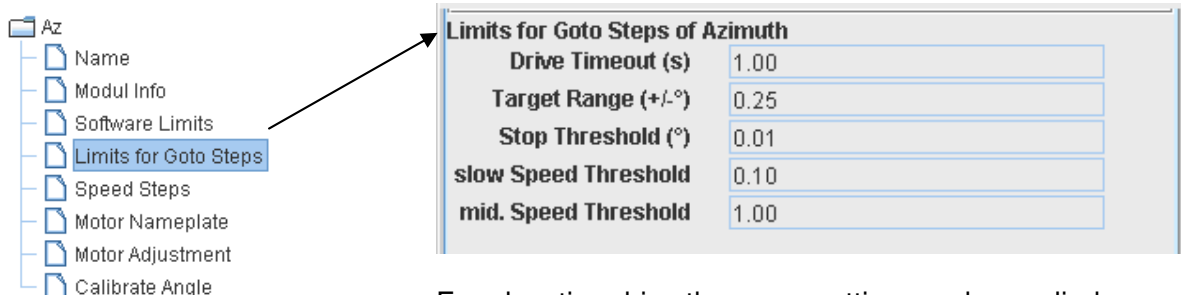 Az
Name
Modul Info
Software Limits
Limits for Goto Steps
Speed Steps
Motor Nameplate
Motor Adjustment
Calibrate Angle
Limits for Goto Steps of Azimuth
Drive Timeout (s) 1.00
Target Range (+/-°) 0.25
Stop Threshold (°) 0.01
slow Speed Threshold 0.10
mid. Speed Threshold 1.00